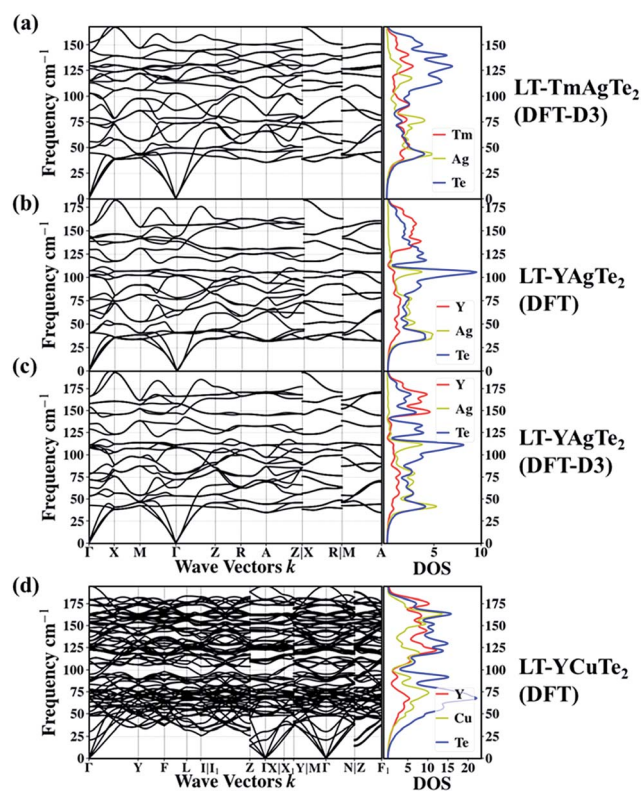 (a)
Frequency cm⁻¹
150
125
100
75
50
25
0
Tm
Ag
Te
150
125
100
75
50
25
0
LT-TmAgTe₂
(DFT-D3)
(b)
Frequency cm⁻¹
175
150
125
100
75
50
25
0
Y
Ag
Te
175
150
125
100
75
50
25
0
LT-YAgTe₂
(DFT)
(c)
Frequency cm⁻¹
175
150
125
100
75
50
25
0
Y
Ag
Te
175
150
125
100
75
50
25
0
LT-YAgTe₂
(DFT-D3)
Γ X M Γ Z R A Z|X R|M A
5 10
Wave Vectors k
DOS
(d)
Frequency cm⁻¹
175
150
125
100
75
50
25
0
Y
Cu
Te
175
150
125
100
75
50
25
0
LT-YCuTe₂
(DFT)
Γ Y F L I|I₁ Z ΓX|X₁Y|MΓ N|Z F₁
5 10 15 20
Wave Vectors k
DOS